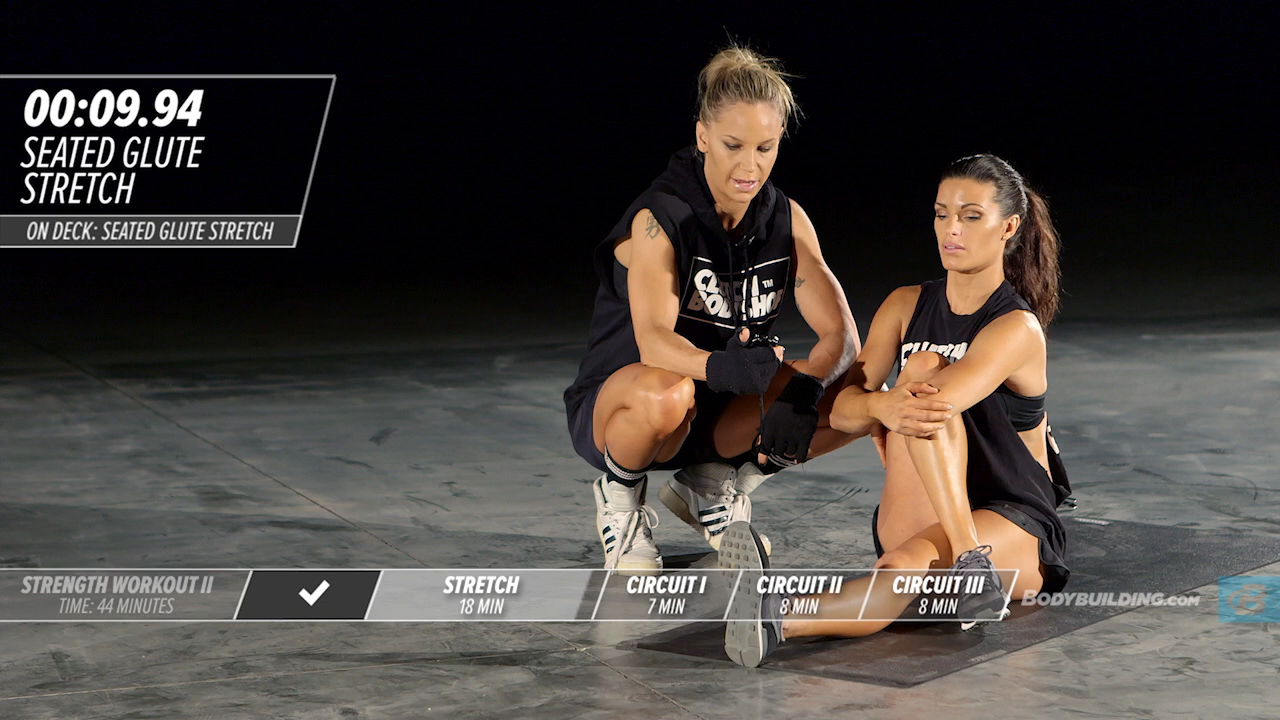 00:09.94
SEATED GLUTE
STRETCH
ON DECK: SEATED GLUTE STRETCH
TM
STRENGTH WORKOUT II
TIME: 44 MINUTES
STRETCH
18 MIN
CIRCUIT I
7 MIN
CIRCUIT II
8 MIN
CIRCUIT III
8 MIN
BODYBUILDING.COM